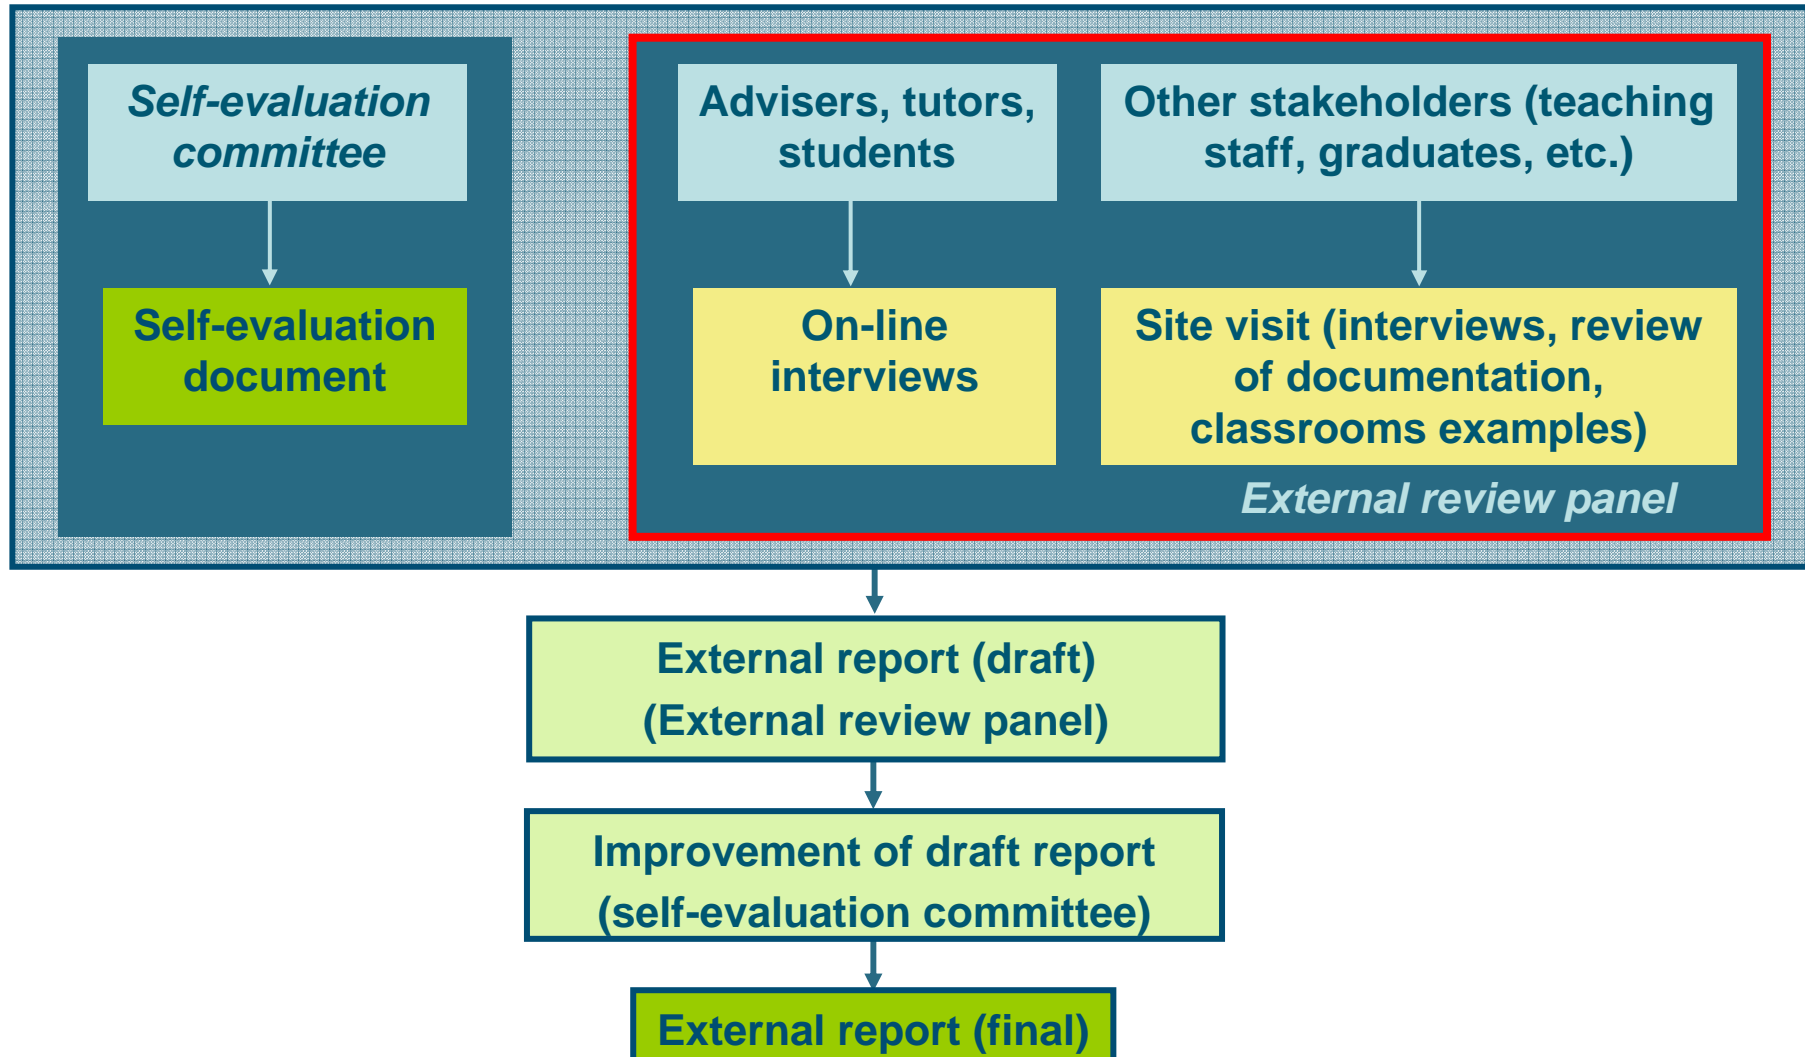 Self-evaluation
committee
Advisers, tutors,
students
Other stakeholders (teaching
staff, graduates, etc.)
Self-evaluation
document
On-line
interviews
Site visit (interviews, review
of documentation,
classrooms examples)
External review panel
External report (draft)
(External review panel)
Improvement of draft report
(self-evaluation committee)
External report (final)